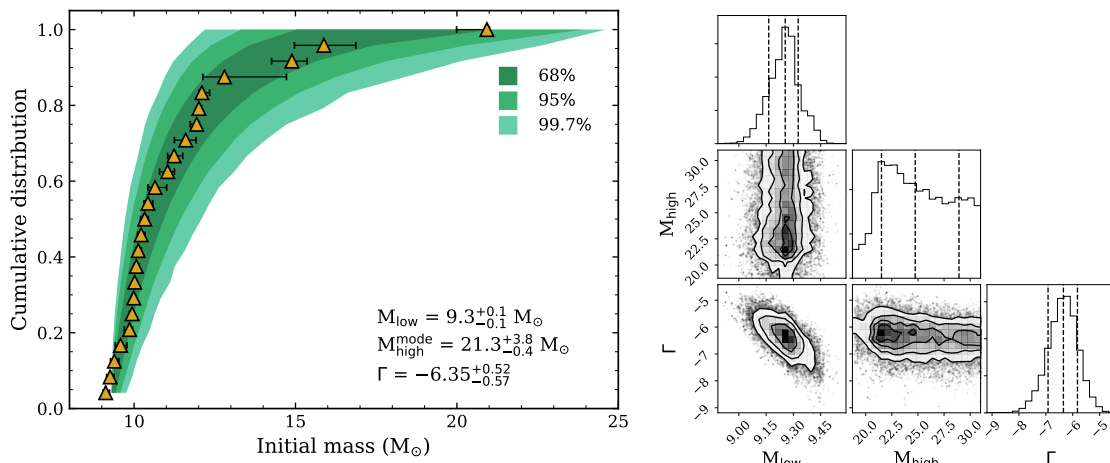 1.0
0.8
0.6
0.4
0.2
0.0
Cumulative distribution
68%
95%
99.7%
M_low = 9.3^{+0.1}_{−0.1} M_⊙
M^{mode}_{high} = 21.3^{+3.8}_{−0.4} M_⊙
Γ = −6.35^{+0.52}_{−0.57}
10 15 20 25
Initial mass (M_⊙)
30.0
27.5
25.0
22.5
20.0
M_high
−5
−6
−7
−8
−9
Γ
9.00 9.15 9.30 9.45
M_low
20.0 22.5 25.0 27.5 30.0
M_high
−9 −8 −7 −6 −5
Γ